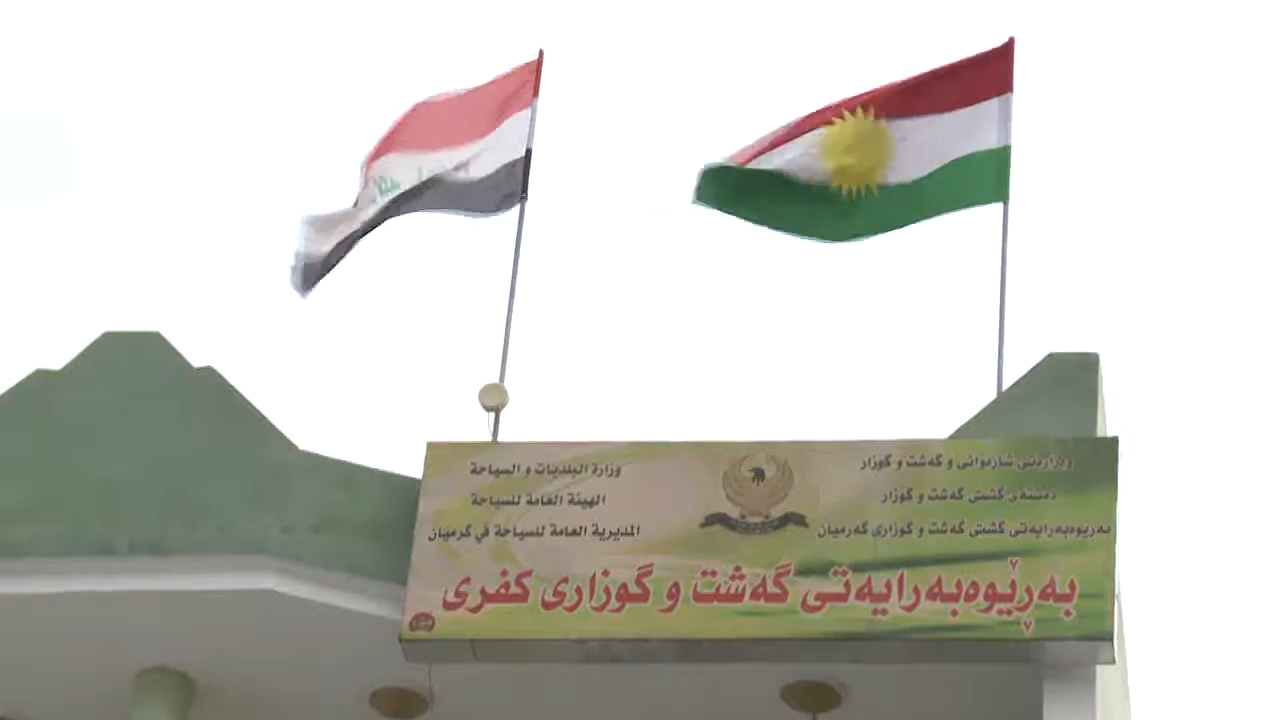 وەزارەتی شارەوانی و گەشت و گوزار
دەستەی گشتی گەشت و گوزار
بەڕێوەبەرایەتی گشتی گەشت و گوزاری گەرمیان
وزارة البلديات و السياحة
الهيئة العامة للسياحة
المديرية العامة للسياحة في گرميان
بەڕێوەبەرایەتی گەشت و گوزاری کفری